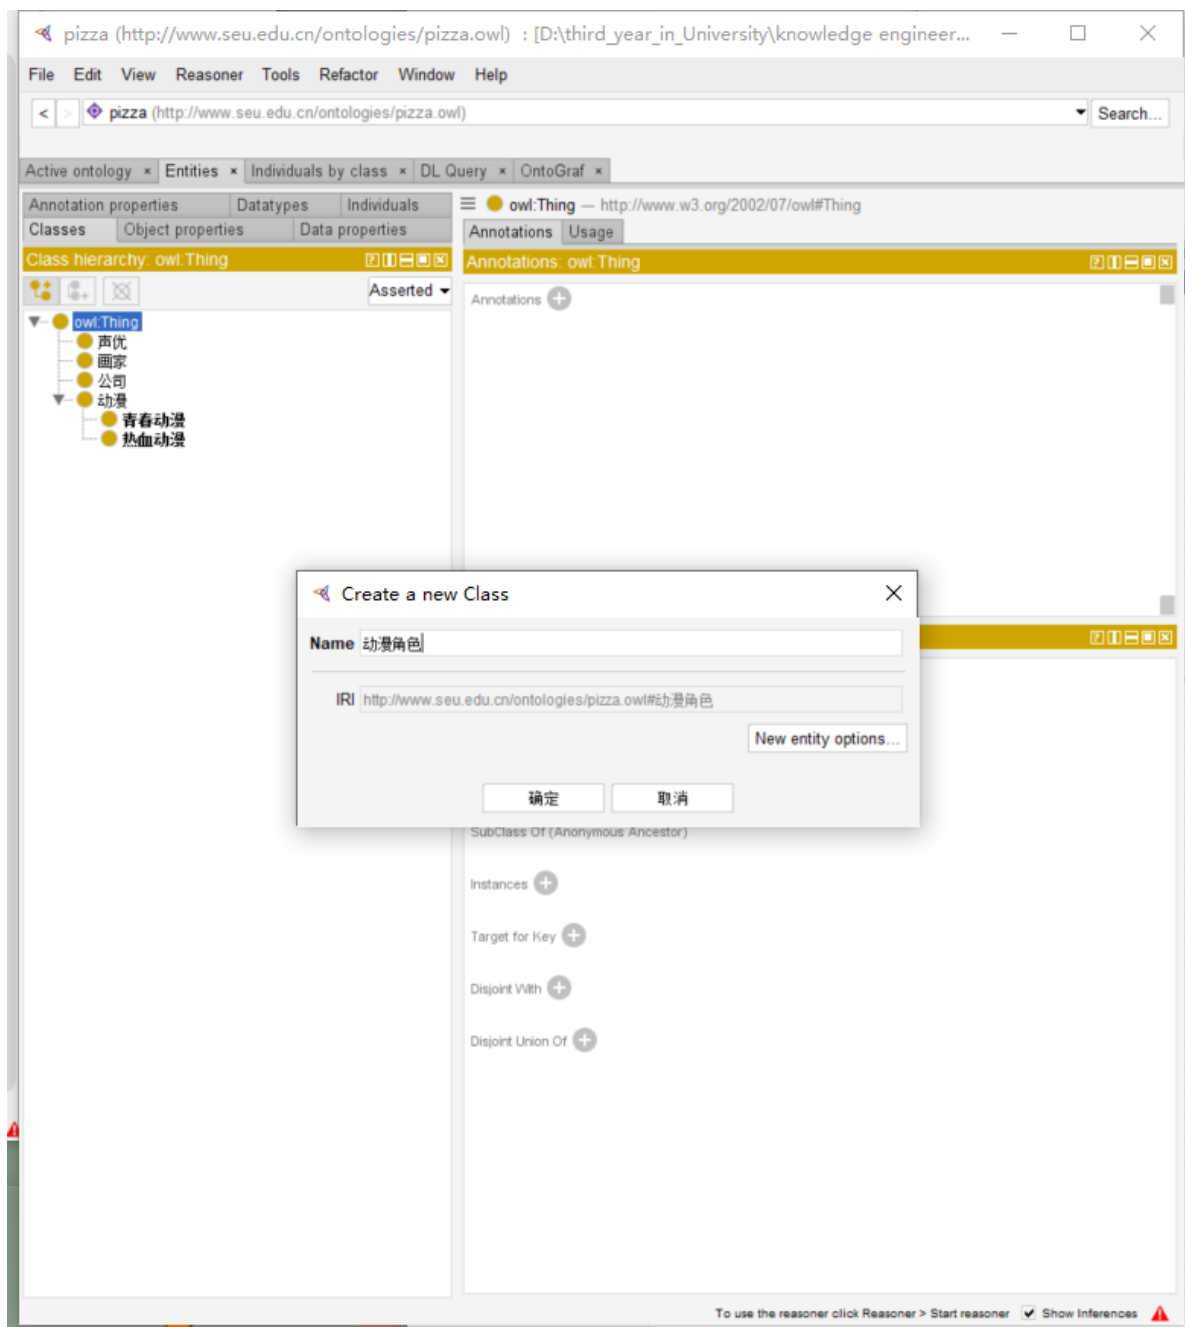 pizza (http://www.seu.edu.cn/ontologies/pizza.owl) : [D:\third_year_in_University\knowledge engineer...
File Edit View Reasoner Tools Refactor Window Help
< > pizza (http://www.seu.edu.cn/ontologies/pizza.owl) Search...
Active ontology × Entities × Individuals by class × DL Query × OntoGraf ×
Annotation properties Datatypes Individuals
Classes Object properties Data properties
Class hierarchy: owl:Thing
Asserted
owl:Thing
声优
画家
公司
动漫
青春动漫
热血动漫
owl:Thing — http://www.w3.org/2002/07/owl#Thing
Annotations Usage
Annotations: owl:Thing
Annotations
Create a new Class
Name 动漫角色
IRI http://www.seu.edu.cn/ontologies/pizza.owl#动漫角色
New entity options...
确定 取消
SubClass Of (Anonymous Ancestor)
Instances
Target for Key
Disjoint With
Disjoint Union Of
To use the reasoner click Reasoner > Start reasoner Show Inferences